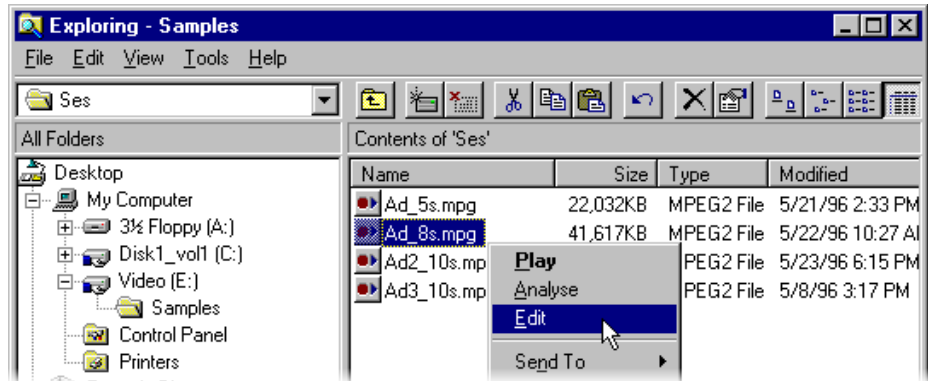 Exploring - Samples
File Edit View Tools Help
Ses
All Folders
Contents of 'Ses'
Desktop
My Computer
3½ Floppy (A:)
Disk1_vol1 (C:)
Video (E:)
Samples
Control Panel
Printers
Name Size Type Modified
Ad_5s.mpg 22,032KB MPEG2 File 5/21/96 2:33 PM
Ad_8s.mpg 41,617KB MPEG2 File 5/22/96 10:27 AM
Ad2_10s.mp PEG2 File 5/23/96 6:15 PM
Ad3_10s.mp PEG2 File 5/8/96 3:17 PM
Play
Analyse
Edit
Send To